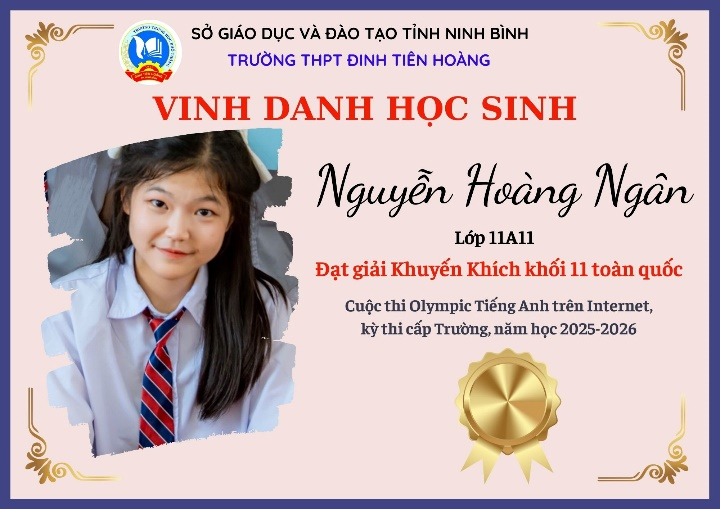 SỞ GIÁO DỤC VÀ ĐÀO TẠO TỈNH NINH BÌNH
TRƯỜNG THPT ĐINH TIÊN HOÀNG
VINH DANH HỌC SINH
Nguyễn Hoàng Ngân
Lớp 11A11
Đạt giải Khuyến Khích khối 11 toàn quốc
Cuộc thi Olympic Tiếng Anh trên Internet,
kỳ thi cấp Trường, năm học 2025-2026